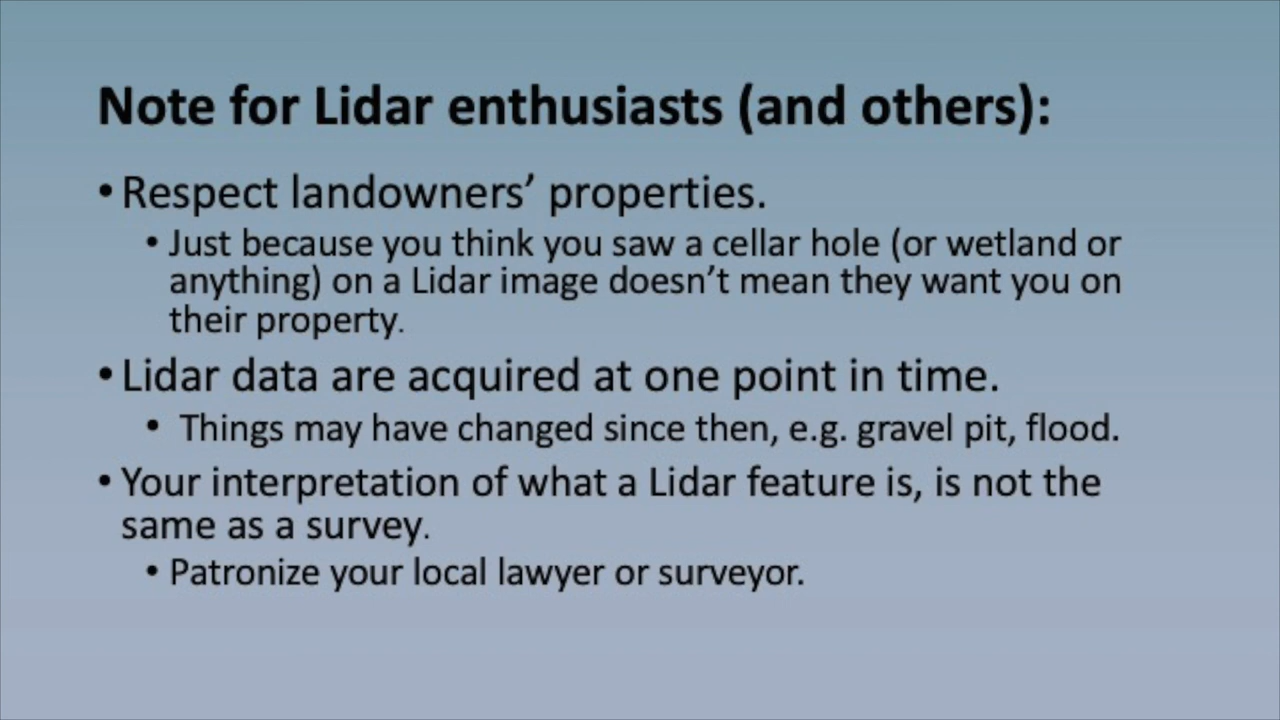 Note for Lidar enthusiasts (and others):
• Respect landowners’ properties.
• Just because you think you saw a cellar hole (or wetland or
anything) on a Lidar image doesn’t mean they want you on
their property.
• Lidar data are acquired at one point in time.
• Things may have changed since then, e.g. gravel pit, flood.
• Your interpretation of what a Lidar feature is, is not the
same as a survey.
• Patronize your local lawyer or surveyor.